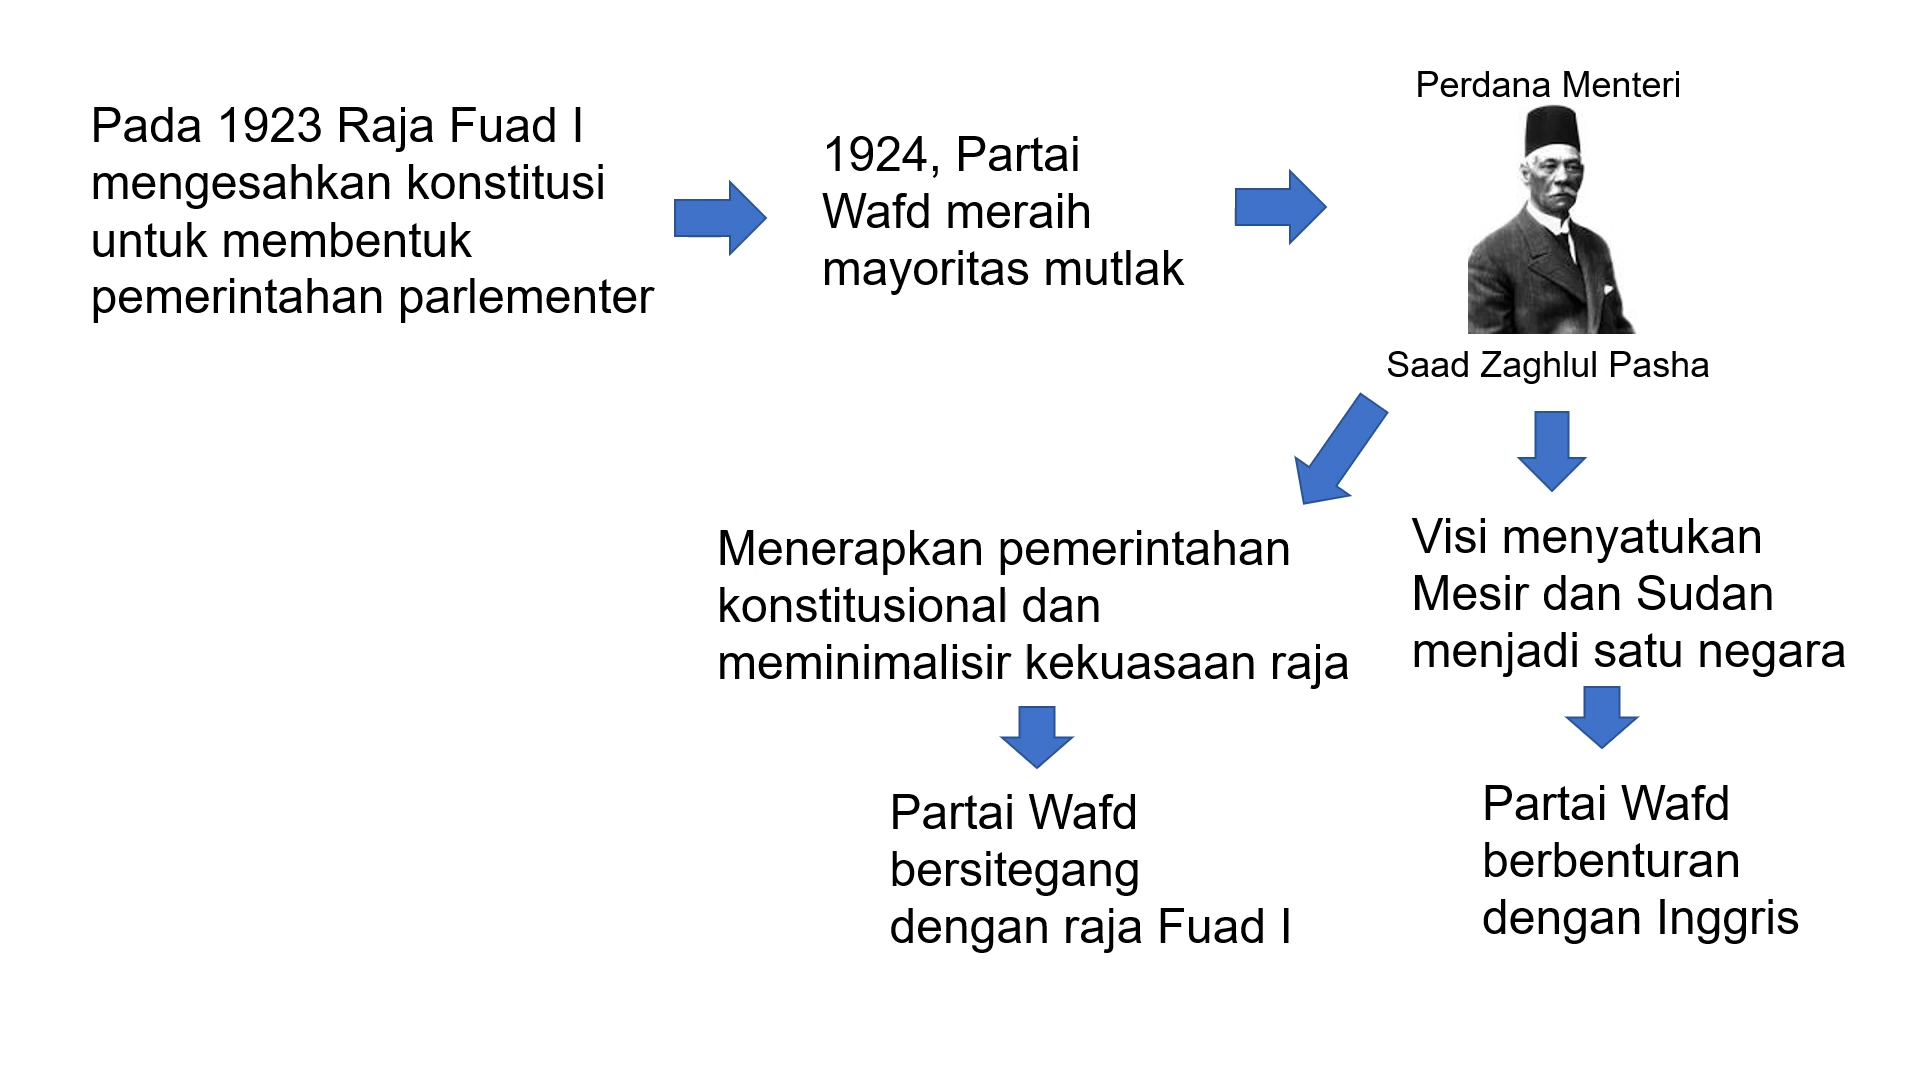 Pada 1923 Raja Fuad I
mengesahkan konstitusi
untuk membentuk
pemerintahan parlementer
1924, Partai
Wafd meraih
mayoritas mutlak
Perdana Menteri
Saad Zaghlul Pasha
Menerapkan pemerintahan
konstitusional dan
meminimalisir kekuasaan raja
Visi menyatukan
Mesir dan Sudan
menjadi satu negara
Partai Wafd
bersitegang
dengan raja Fuad I
Partai Wafd
berbenturan
dengan Inggris